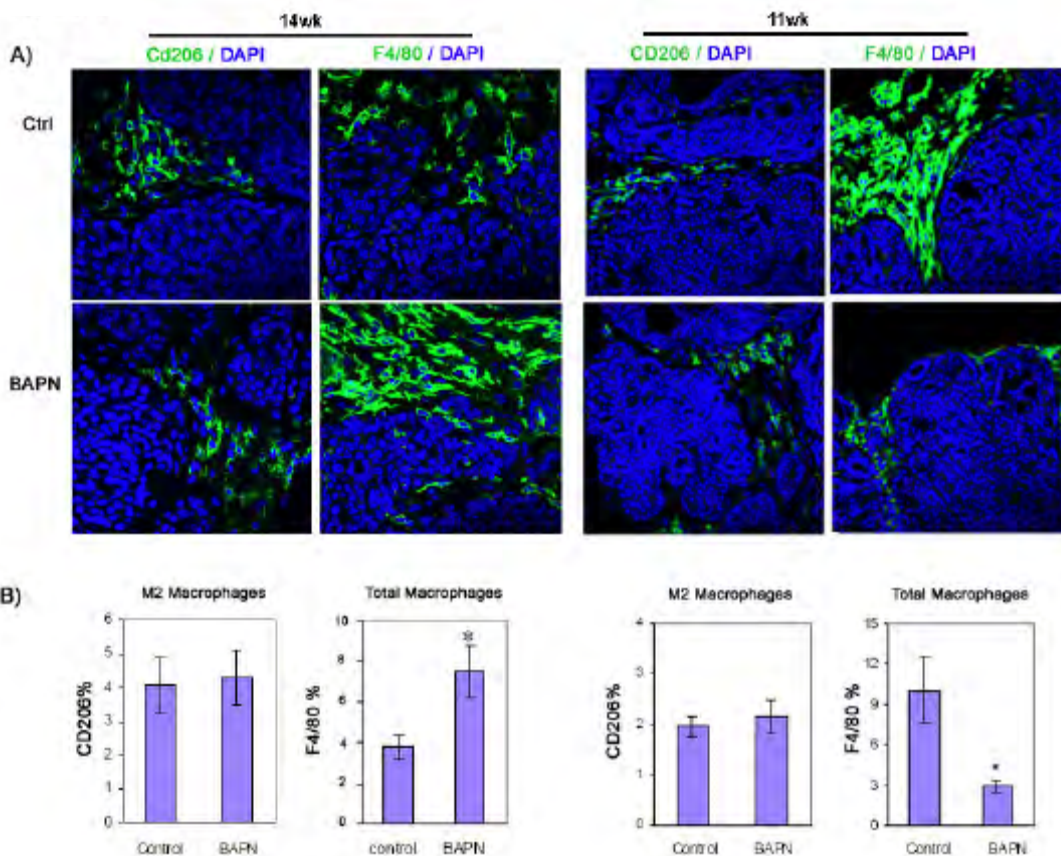 14wk 11wk
A) Cd206 / DAPI F4/80 / DAPI CD206 / DAPI F4/80 / DAPI
Ctrl
BAPN
B) M2 Macrophages Total Macrophages M2 Macrophages Total Macrophages
CD206%
6
5
4
3
2
1
0
Control BAPN
F4/80 %
10
8
6
4
2
0
*
control BAPN
CD206%
4
3
2
1
0
Control BAPN
F4/80 %
15
12
9
6
3
0
*
Control BAPN